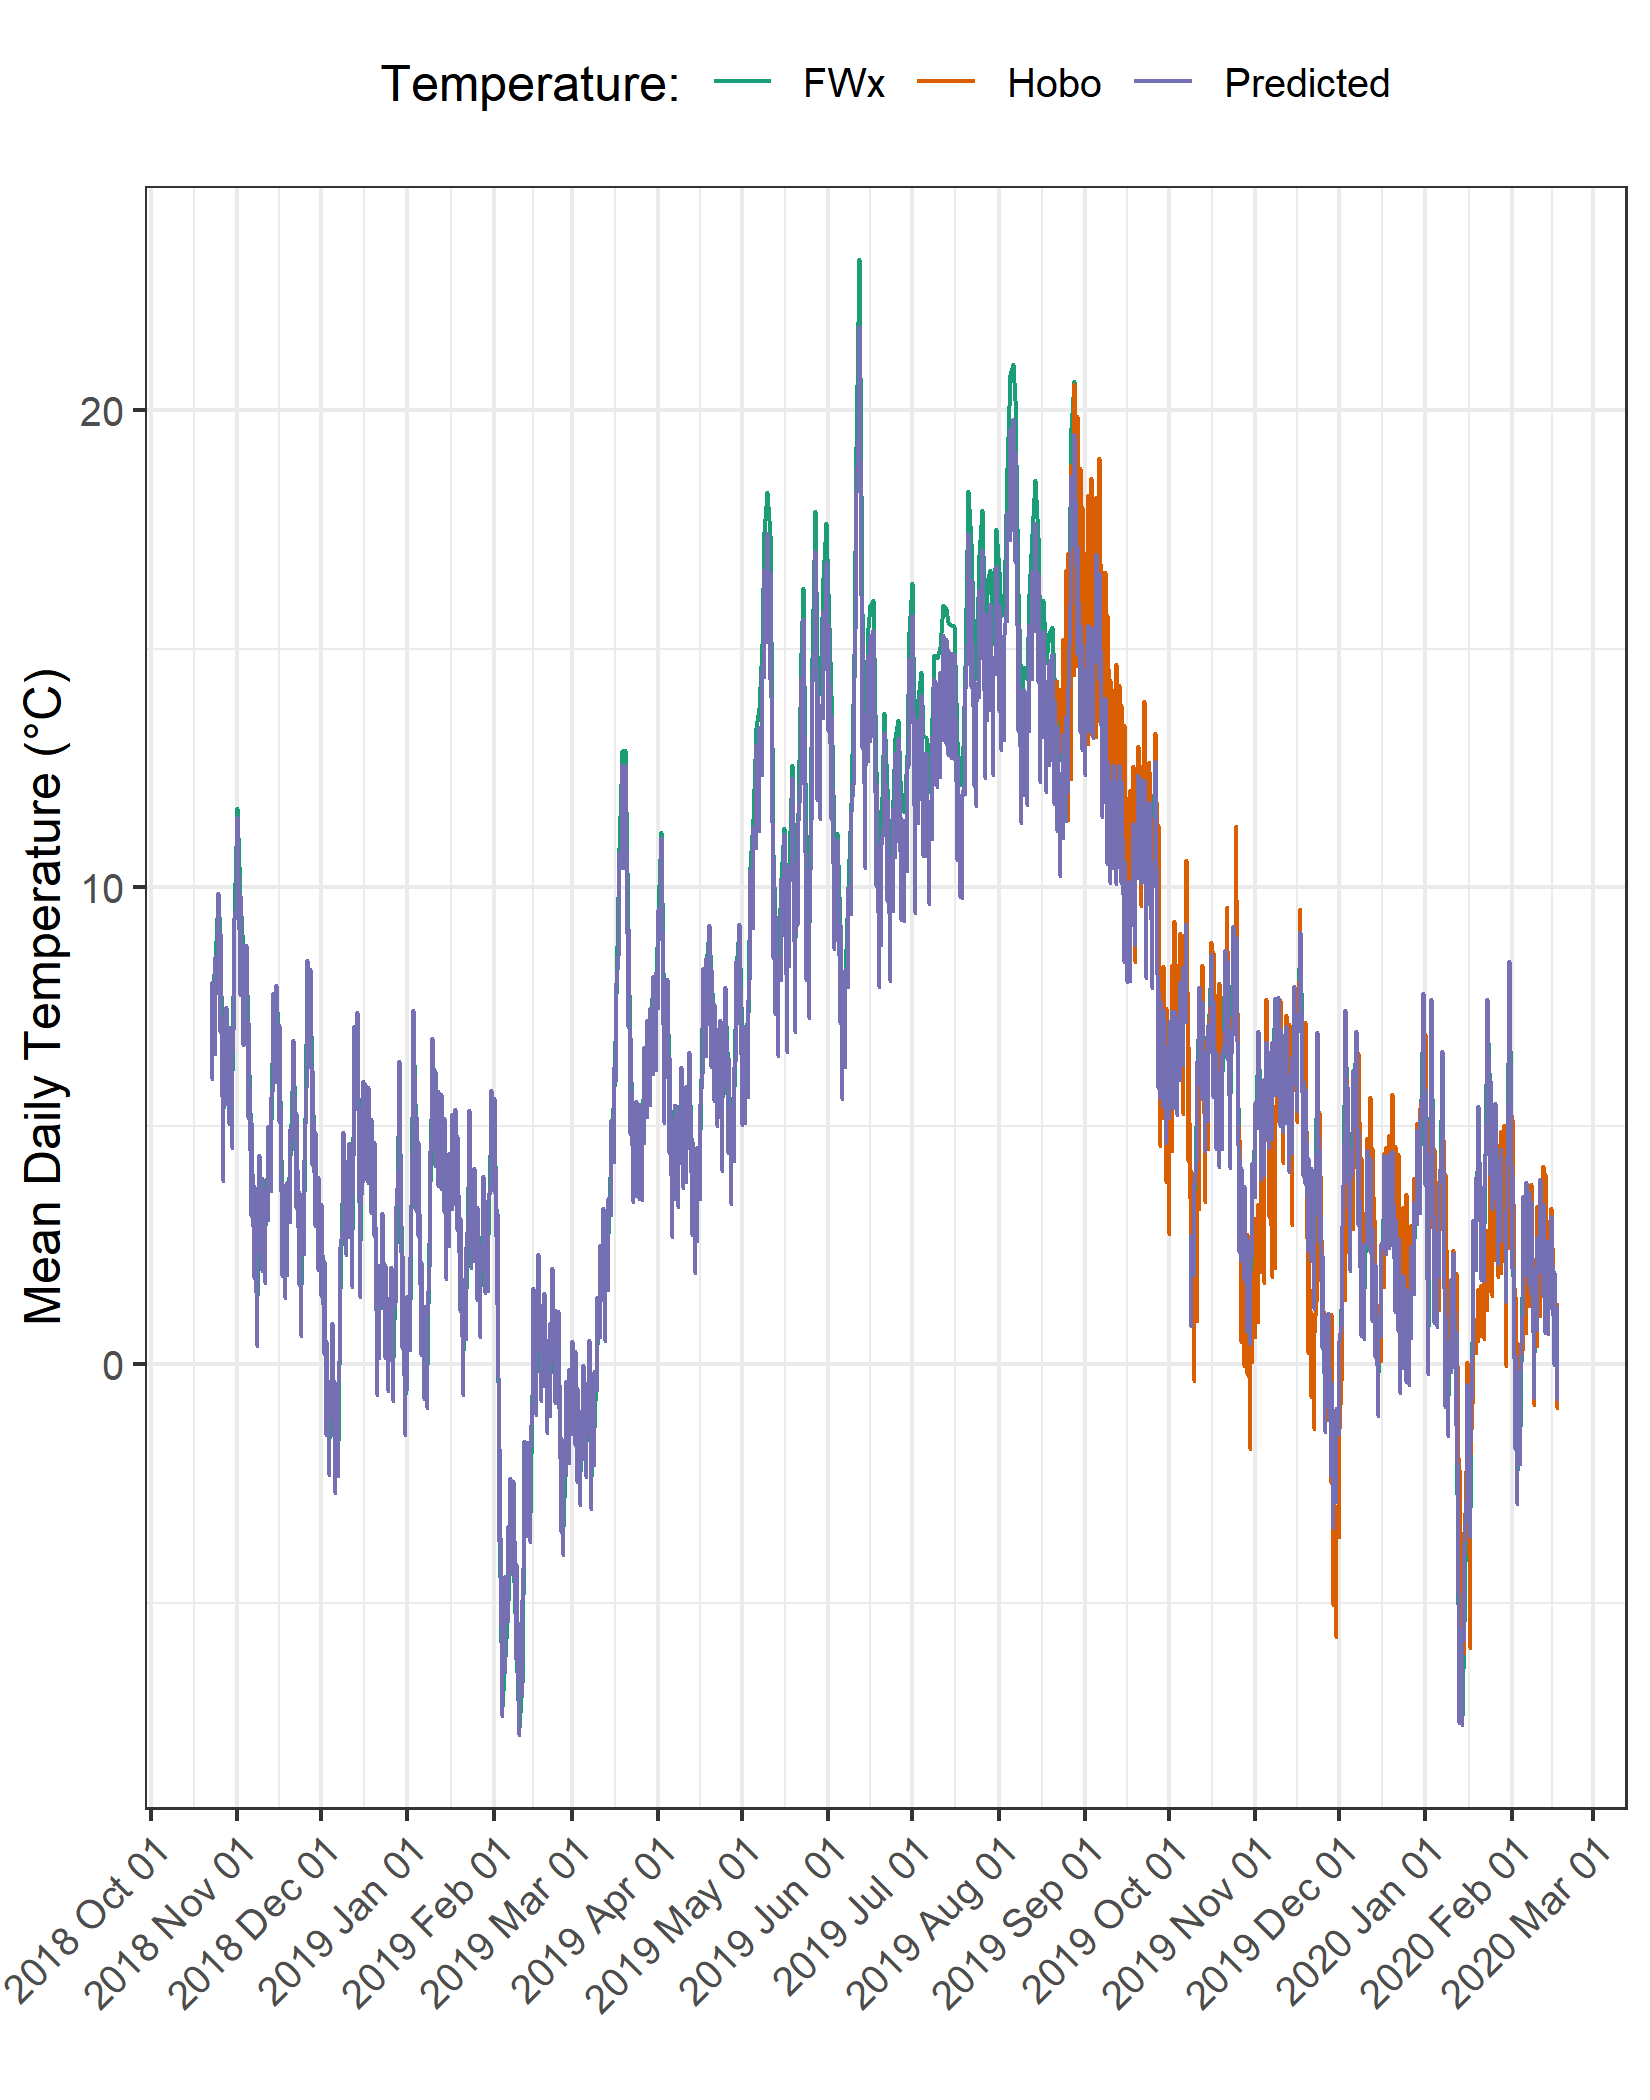 Temperature: FWx Hobo Predicted
Mean Daily Temperature (°C)
20
10
0
2018 Oct 01
2018 Nov 01
2018 Dec 01
2019 Jan 01
2019 Feb 01
2019 Mar 01
2019 Apr 01
2019 May 01
2019 Jun 01
2019 Jul 01
2019 Aug 01
2019 Sep 01
2019 Oct 01
2019 Nov 01
2019 Dec 01
2020 Jan 01
2020 Feb 01
2020 Mar 01